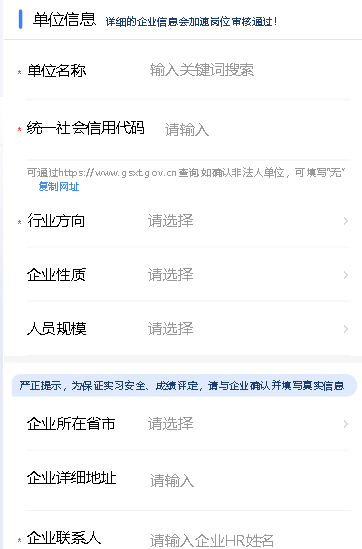 单位信息 详细的企业信息会加速岗位审核通过!
* 单位名称 输入关键词搜索
* 统一社会信用代码 请输入
可通过https://www.gsxt.gov.cn查询,如确认非法人单位，可填写“无”
复制网址
* 行业方向 请选择
企业性质 请选择
人员规模 请选择
严正提示，为保证实习安全、成绩评定，请与企业确认并填写真实信息
企业所在省市 请选择
企业详细地址 请输入
* 企业联系人 请输入企业HR姓名